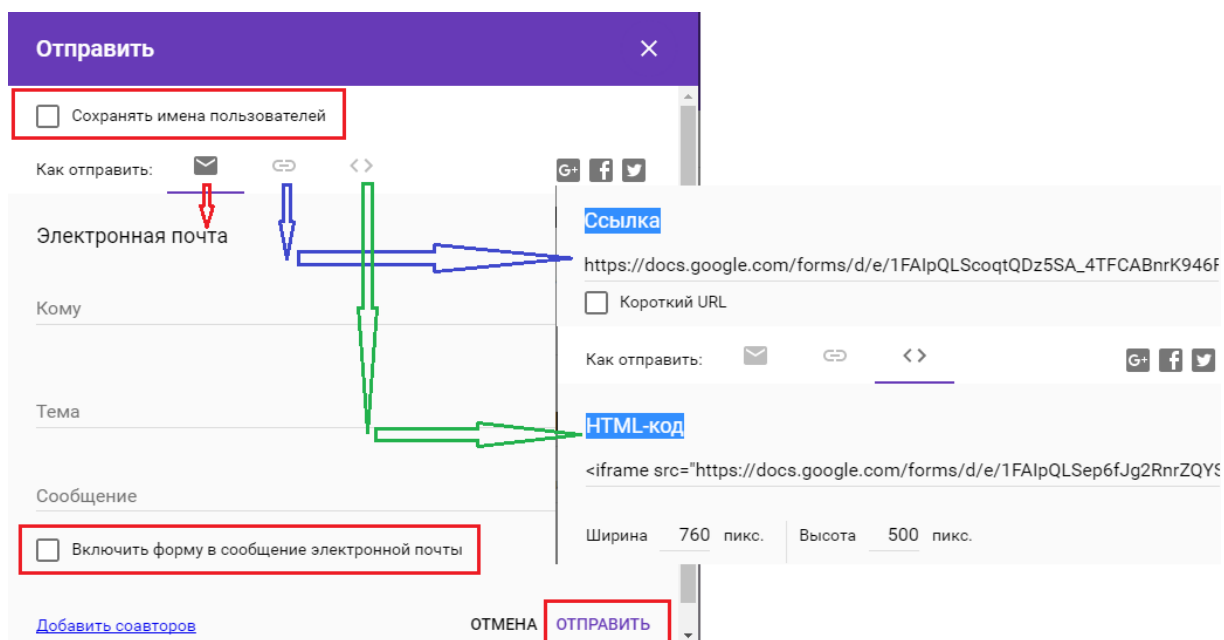 Отправить
Сохранять имена пользователей
Как отправить:
G+
Электронная почта
Кому
Тема
Сообщение
Включить форму в сообщение электронной почты
Добавить соавторов
ОТМЕНА
ОТПРАВИТЬ
Ссылка
https://docs.google.com/forms/d/e/1FAIpQLScoqtQDz5SA_4TFCABnrK946F
Короткий URL
Как отправить:
G+
HTML-код
<iframe src="https://docs.google.com/forms/d/e/1FAIpQLSep6fJg2RnrZQYS
Ширина 760 пикс. Высота 500 пикс.